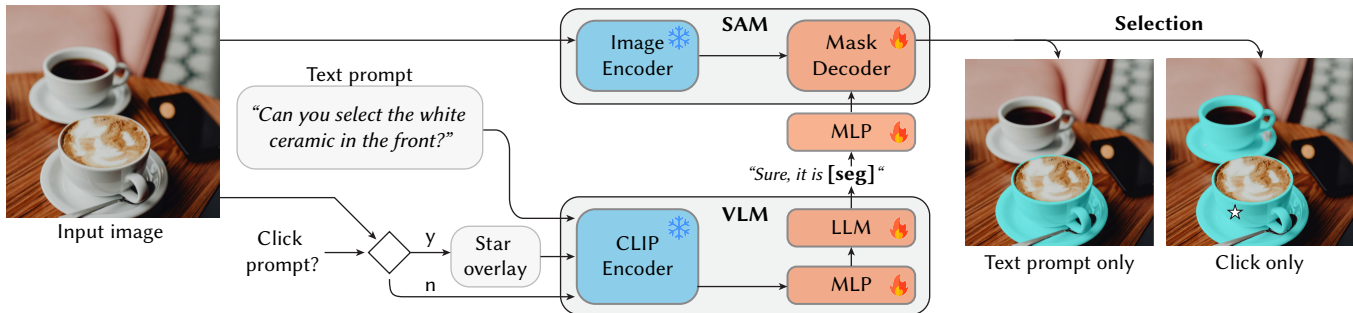 SAM
Selection
Image
Encoder
Mask
Decoder
Text prompt
“Can you select the white
ceramic in the front?”
MLP
“Sure, it is [seg]“
VLM
Input image
Click
prompt?
y
n
Star
overlay
CLIP
Encoder
LLM
MLP
Text prompt only
Click only